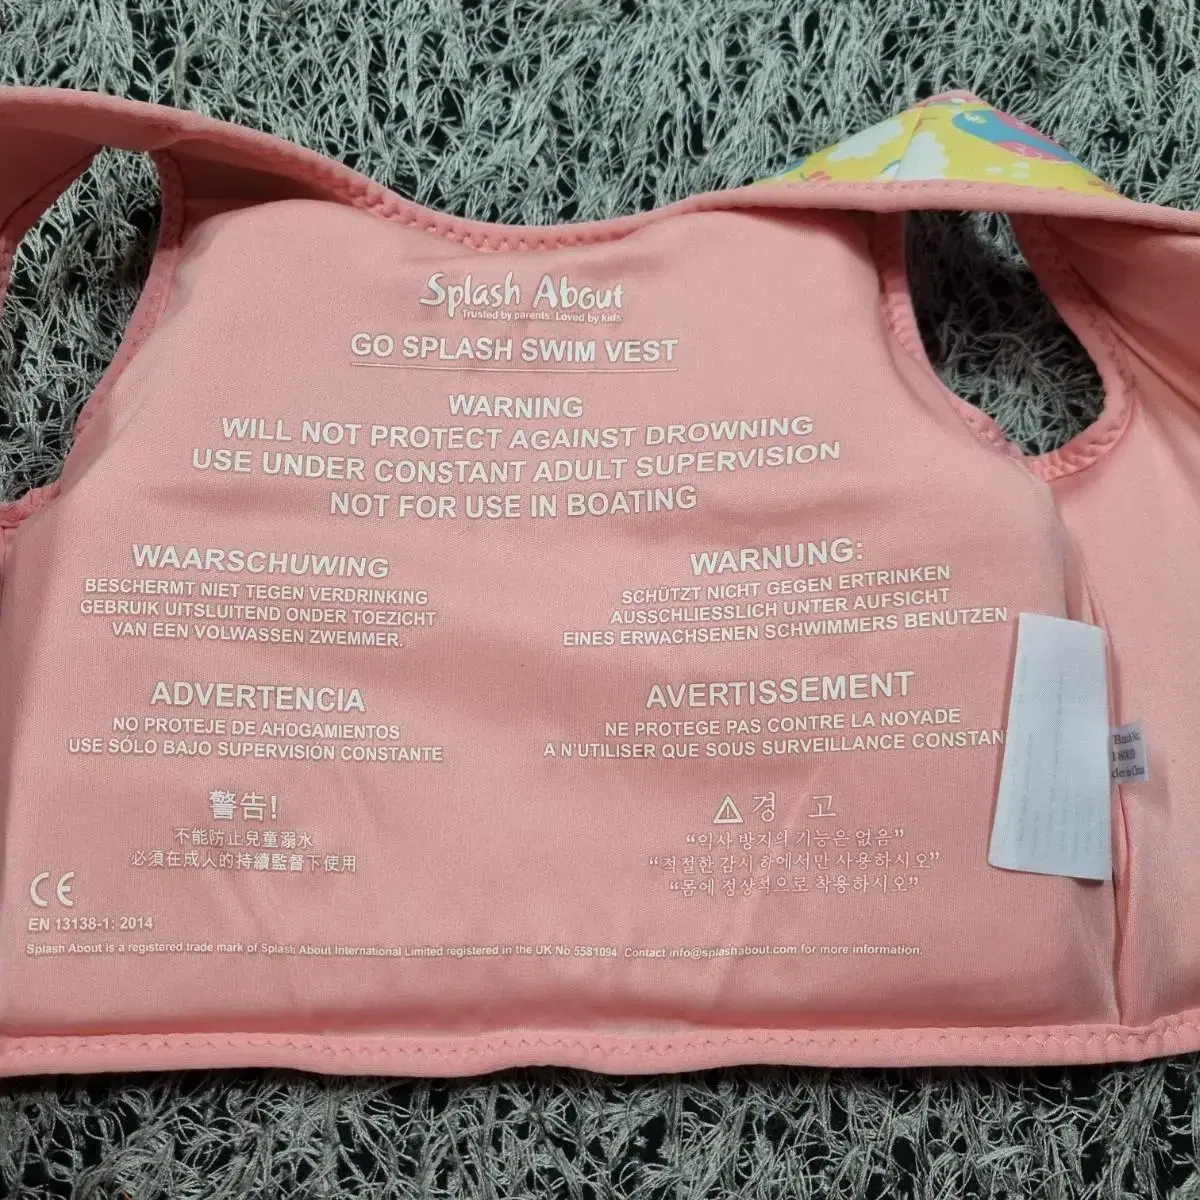 Splash About
Trusted by parents. Loved by kids
GO SPLASH SWIM VEST
WARNING
WILL NOT PROTECT AGAINST DROWNING
USE UNDER CONSTANT ADULT SUPERVISION
NOT FOR USE IN BOATING
WAARSCHUWING
BESCHERMT NIET TEGEN VERDRINKING
GEBRUIK UITSLUITEND ONDER TOEZICHT
VAN EEN VOLWASSEN ZWEMMER.
WARNUNG:
SCHÜTZT NICHT GEGEN ERTRINKEN
AUSSCHLIESSLICH UNTER AUFSICHT
EINES ERWACHSENEN SCHWIMMERS BENUTZEN
ADVERTENCIA
NO PROTEJE DE AHOGAMIENTOS
USE SÓLO BAJO SUPERVISIÓN CONSTANTE
AVERTISSEMENT
NE PROTEGE PAS CONTRE LA NOYADE
A N'UTILISER QUE SOUS SURVEILLANCE CONSTAN
警告!
不能防止兒童溺水
必須在成人的持續監督下使用
⚠경 고
“익사 방지의 기능은 없음”
“적절한 감시 하에서만 사용하시오”
“몸에 정상적으로 착용하시오”
CE
EN 13138-1: 2014
Splash About is a registered trade mark of Splash About International Limited registered in the UK No 5581094 Contact info@splashabout.com for more information.